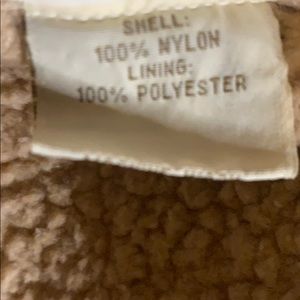 SHELL:
100% NYLON
LINING:
100% POLYESTER